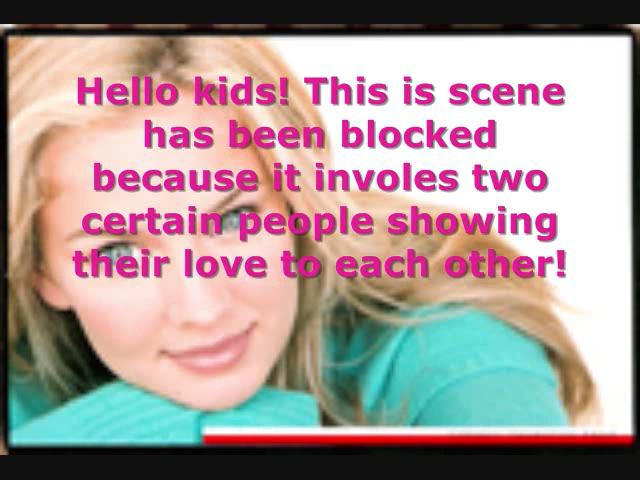 Hello kids! This is scene
has been blocked
because it involes two
certain people showing
their love to each other!